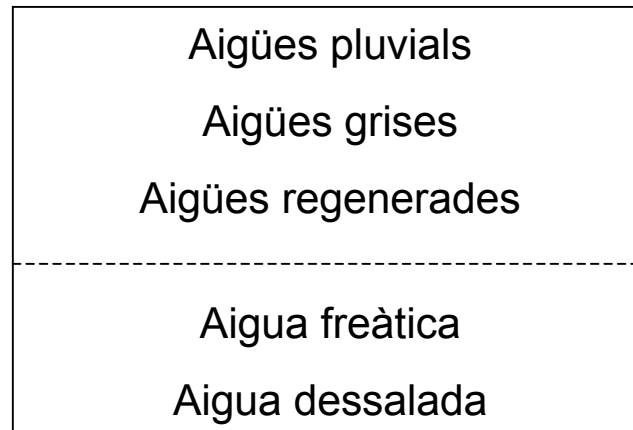 Aigües pluvials
Aigües grises
Aigües regenerades
Aigua freàtica
Aigua dessalada